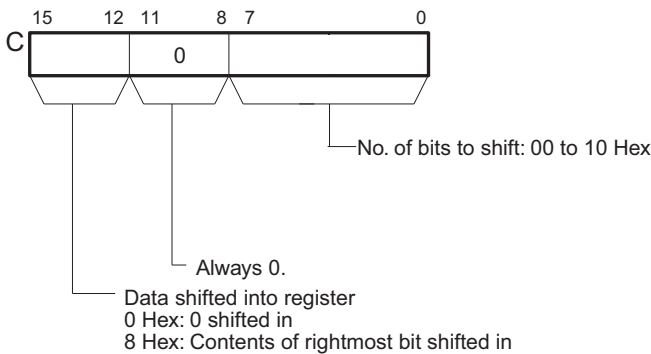 15 12 11 8 7 0
C
0
No. of bits to shift: 00 to 10 Hex
Always 0.
Data shifted into register
0 Hex: 0 shifted in
8 Hex: Contents of rightmost bit shifted in